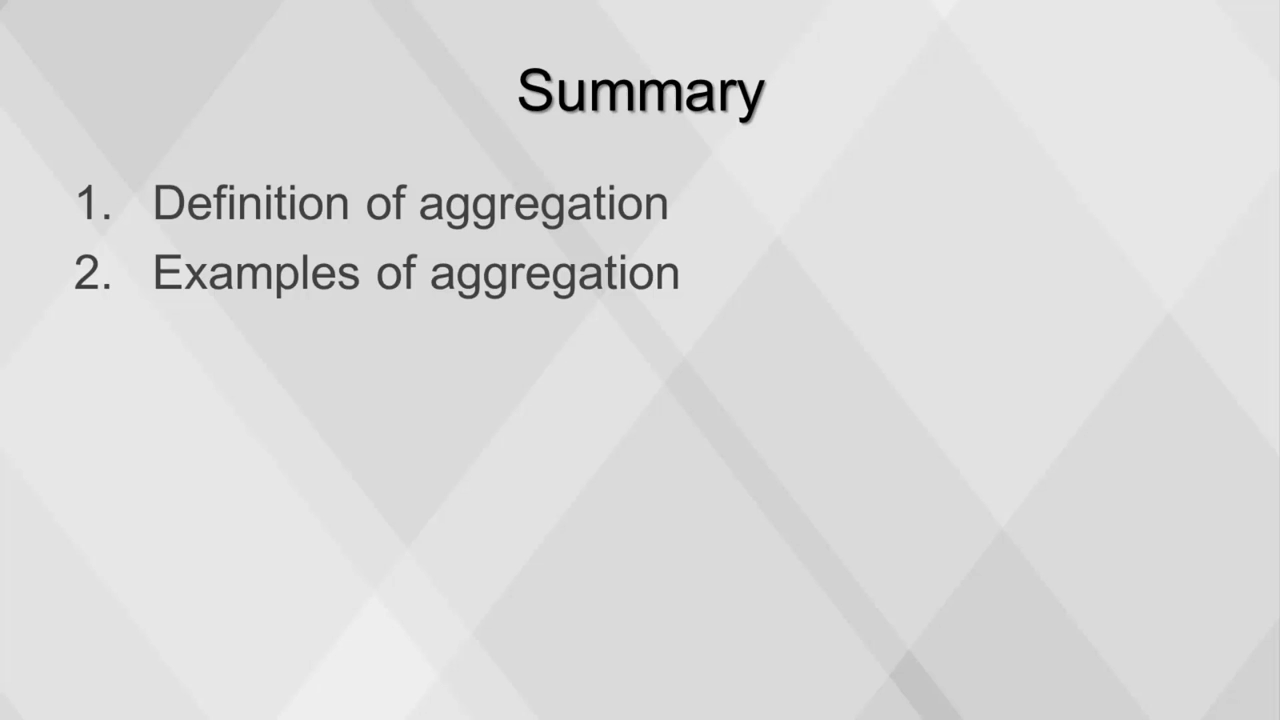 Summary
1. Definition of aggregation
2. Examples of aggregation